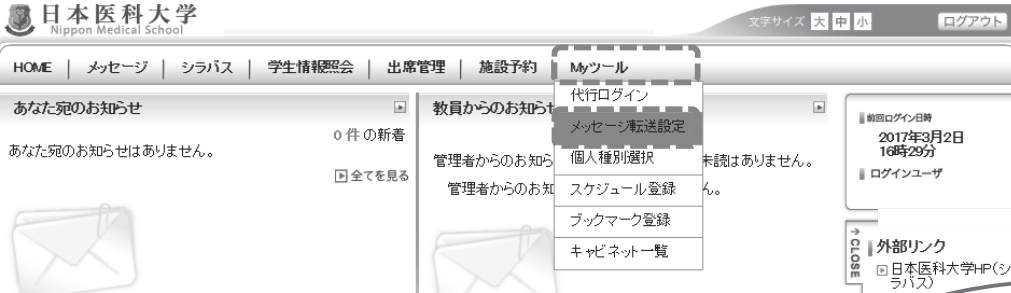 日本医科大学
Nippon Medical School
文字サイズ 大 中 小
ログアウト
HOME | メッセージ | シラバス | 学生情報照会 | 出席管理 | 施設予約 | Myツール
代行ログイン
メッセージ転送設定
個人種別選択
スケジュール登録
ブックマーク登録
キャビネット一覧
あなた宛のお知らせ
0 件 の新着
あなた宛のお知らせはありません。
全てを見る
教員からのお知らせ
管理者からのお知ら 未読はありません。
管理者からのお知 ん。
前回ログイン日時
2017年3月2日
16時29分
ログインユーザ
CLOSE
外部リンク
日本医科大学HP(シ
ラバス)